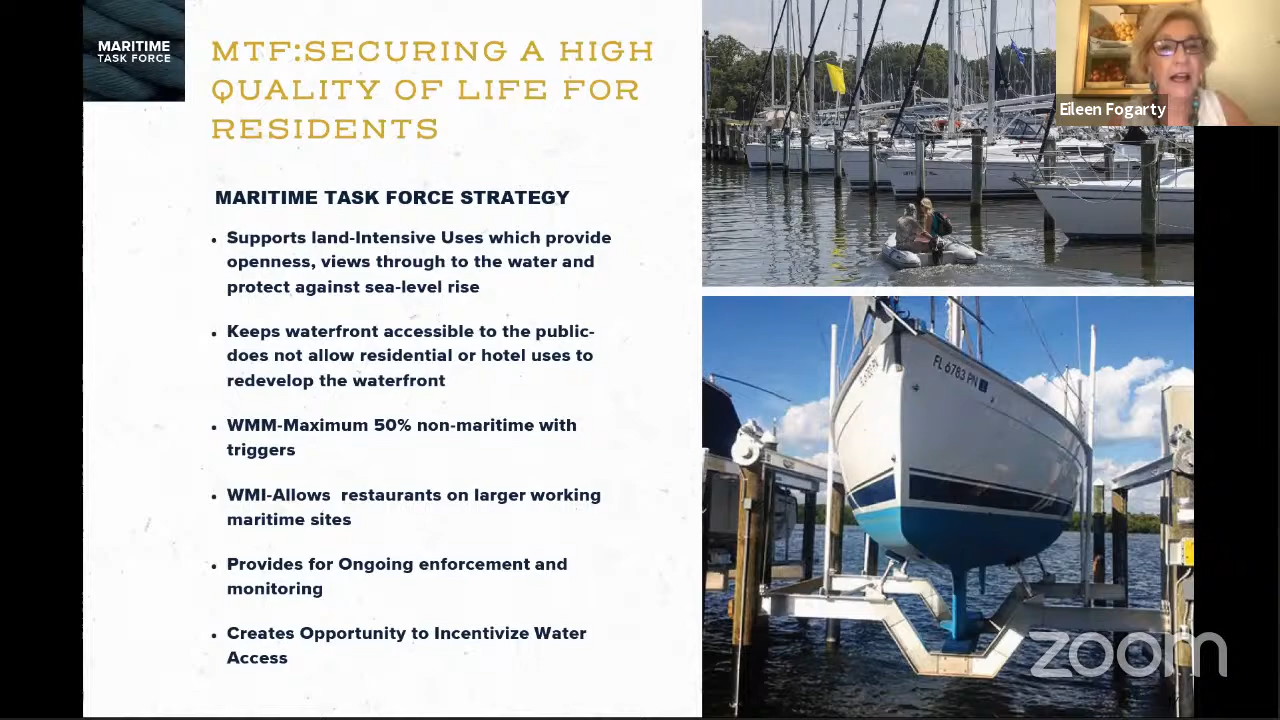 MARITIME
TASK FORCE
MTF:SECURING A HIGH
QUALITY OF LIFE FOR
RESIDENTS
MARITIME TASK FORCE STRATEGY
• Supports land-Intensive Uses which provide
openness, views through to the water and
protect against sea-level rise
• Keeps waterfront accessible to the public-
does not allow residential or hotel uses to
redevelop the waterfront
• WMM-Maximum 50% non-maritime with
triggers
• WMI-Allows restaurants on larger working
maritime sites
• Provides for Ongoing enforcement and
monitoring
• Creates Opportunity to Incentivize Water
Access
Eileen Fogarty
FL 6783 PN
zoom